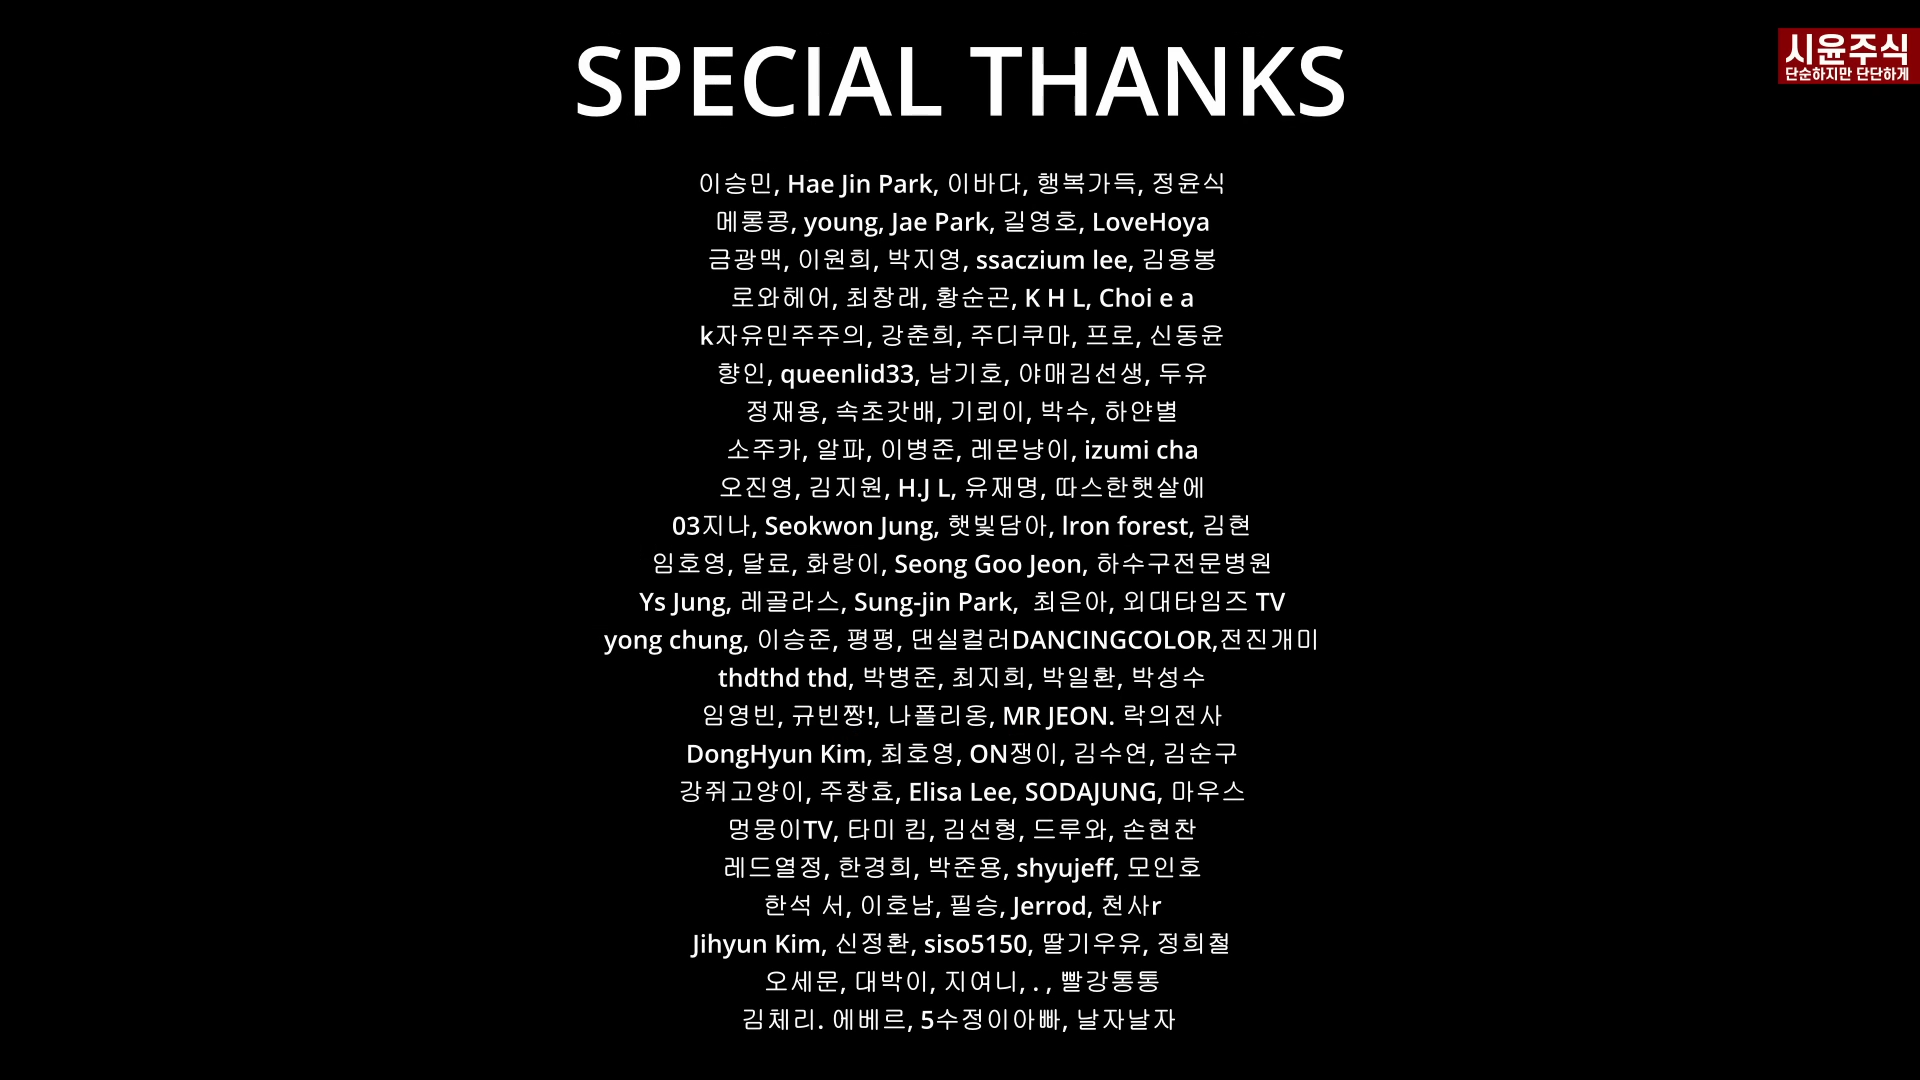 SPECIAL THANKS
시윤주식
단순하지만 단단하게
이승민, Hae Jin Park, 이바다, 행복가득, 정윤식
메롱콩, young, Jae Park, 길영호, LoveHoya
금광맥, 이원희, 박지영, ssaczium lee, 김용봉
로와헤어, 최창래, 황순곤, K H L, Choi e a
k자유민주주의, 강춘희, 주디쿠마, 프로, 신동윤
향인, queenlid33, 남기호, 야매김선생, 두유
정재용, 속초갓배, 기뢰이, 박수, 하얀별
소주카, 알파, 이병준, 레몬냥이, izumi cha
오진영, 김지원, H.J L, 유재명, 따스한햇살에
03지나, Seokwon Jung, 햇빛담아, lron forest, 김현
임호영, 달료, 화랑이, Seong Goo Jeon, 하수구전문병원
Ys Jung, 레골라스, Sung-jin Park,  최은아, 외대타임즈 TV
yong chung, 이승준, 평평, 댄실컬러DANCINGCOLOR,전진개미
thdthd thd, 박병준, 최지희, 박일환, 박성수
임영빈, 규빈짱!, 나폴리옹, MR JEON. 락의전사
DongHyun Kim, 최호영, ON쟁이, 김수연, 김순구
강쥐고양이, 주창효, Elisa Lee, SODAJUNG, 마우스
멍뭉이TV, 타미 킴, 김선형, 드루와, 손현찬
레드열정, 한경희, 박준용, shyujeff, 모인호
한석 서, 이호남, 필승, Jerrod, 천사r
Jihyun Kim, 신정환, siso5150, 딸기우유, 정희철
오세문, 대박이, 지여니, . , 빨강통통
김체리. 에베르, 5수정이아빠, 날자날자